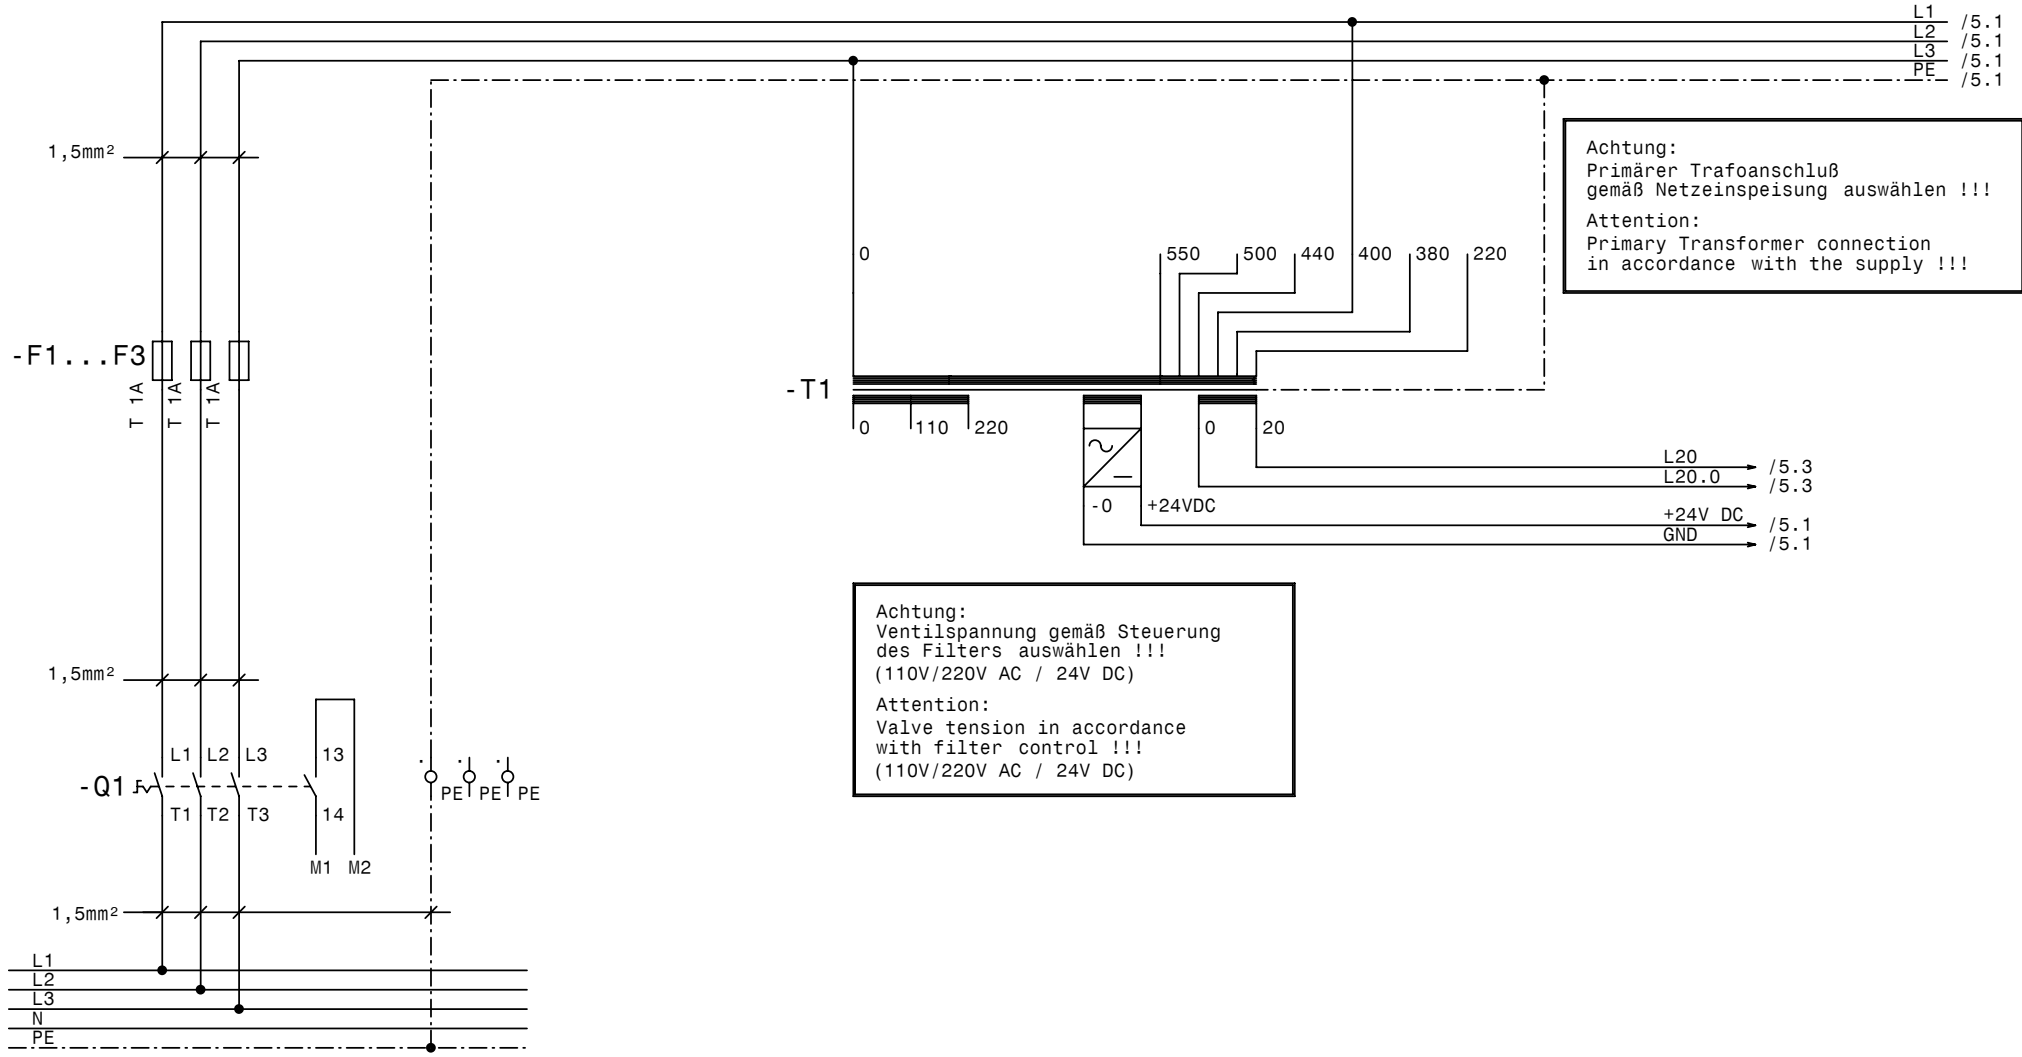 L1 /5.1
L2 /5.1
L3 /5.1
PE /5.1
1,5mm²
Achtung:
Primärer Trafoanschluß
gemäß Netzeinspeisung auswählen !!!
Attention:
Primary Transformer connection
in accordance with the supply !!!
0 550 500 440 400 380 220
-F1...F3
T 1A T 1A T 1A
-T1
0 110 220 0 20
L20 /5.3
L20.0 /5.3
-0 +24VDC
+24V DC /5.1
GND /5.1
Achtung:
Ventilspannung gemäß Steuerung
des Filters auswählen !!!
(110V/220V AC / 24V DC)
Attention:
Valve tension in accordance
with filter control !!!
(110V/220V AC / 24V DC)
1,5mm²
L1 L2 L3 13
-Q1
PE PE PE
T1 T2 T3 14
M1 M2
1,5mm²
L1
L2
L3
N
PE